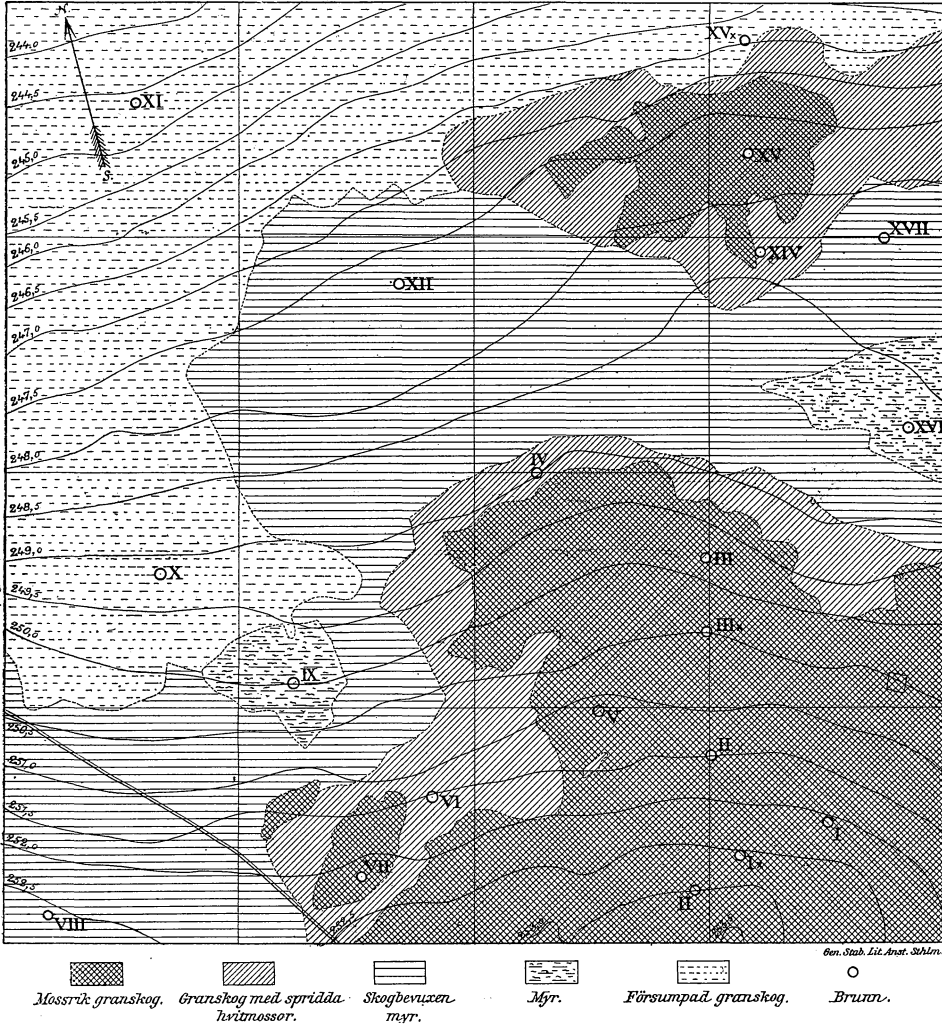 N.
XVx
244,0
244,5
XI
245,0
XV
S.
245,5
XVII
246,0
XIV
246,5
XII
247,0
247,5
XVI
248,0
IV
248,5
249,0
III
X
249,5
250,0
IIIx
IX
V
250,5
II
251,0
VI
251,5
I
252,0
Ix
VII
252,5
II
VIII
Gen. Stab. Lit. Anst. Sthlm.
Mossrik granskog. Granskog med spridda Skogbevuxen Myr. Försumpad granskog. Brunn.
hvitmossor. myr.